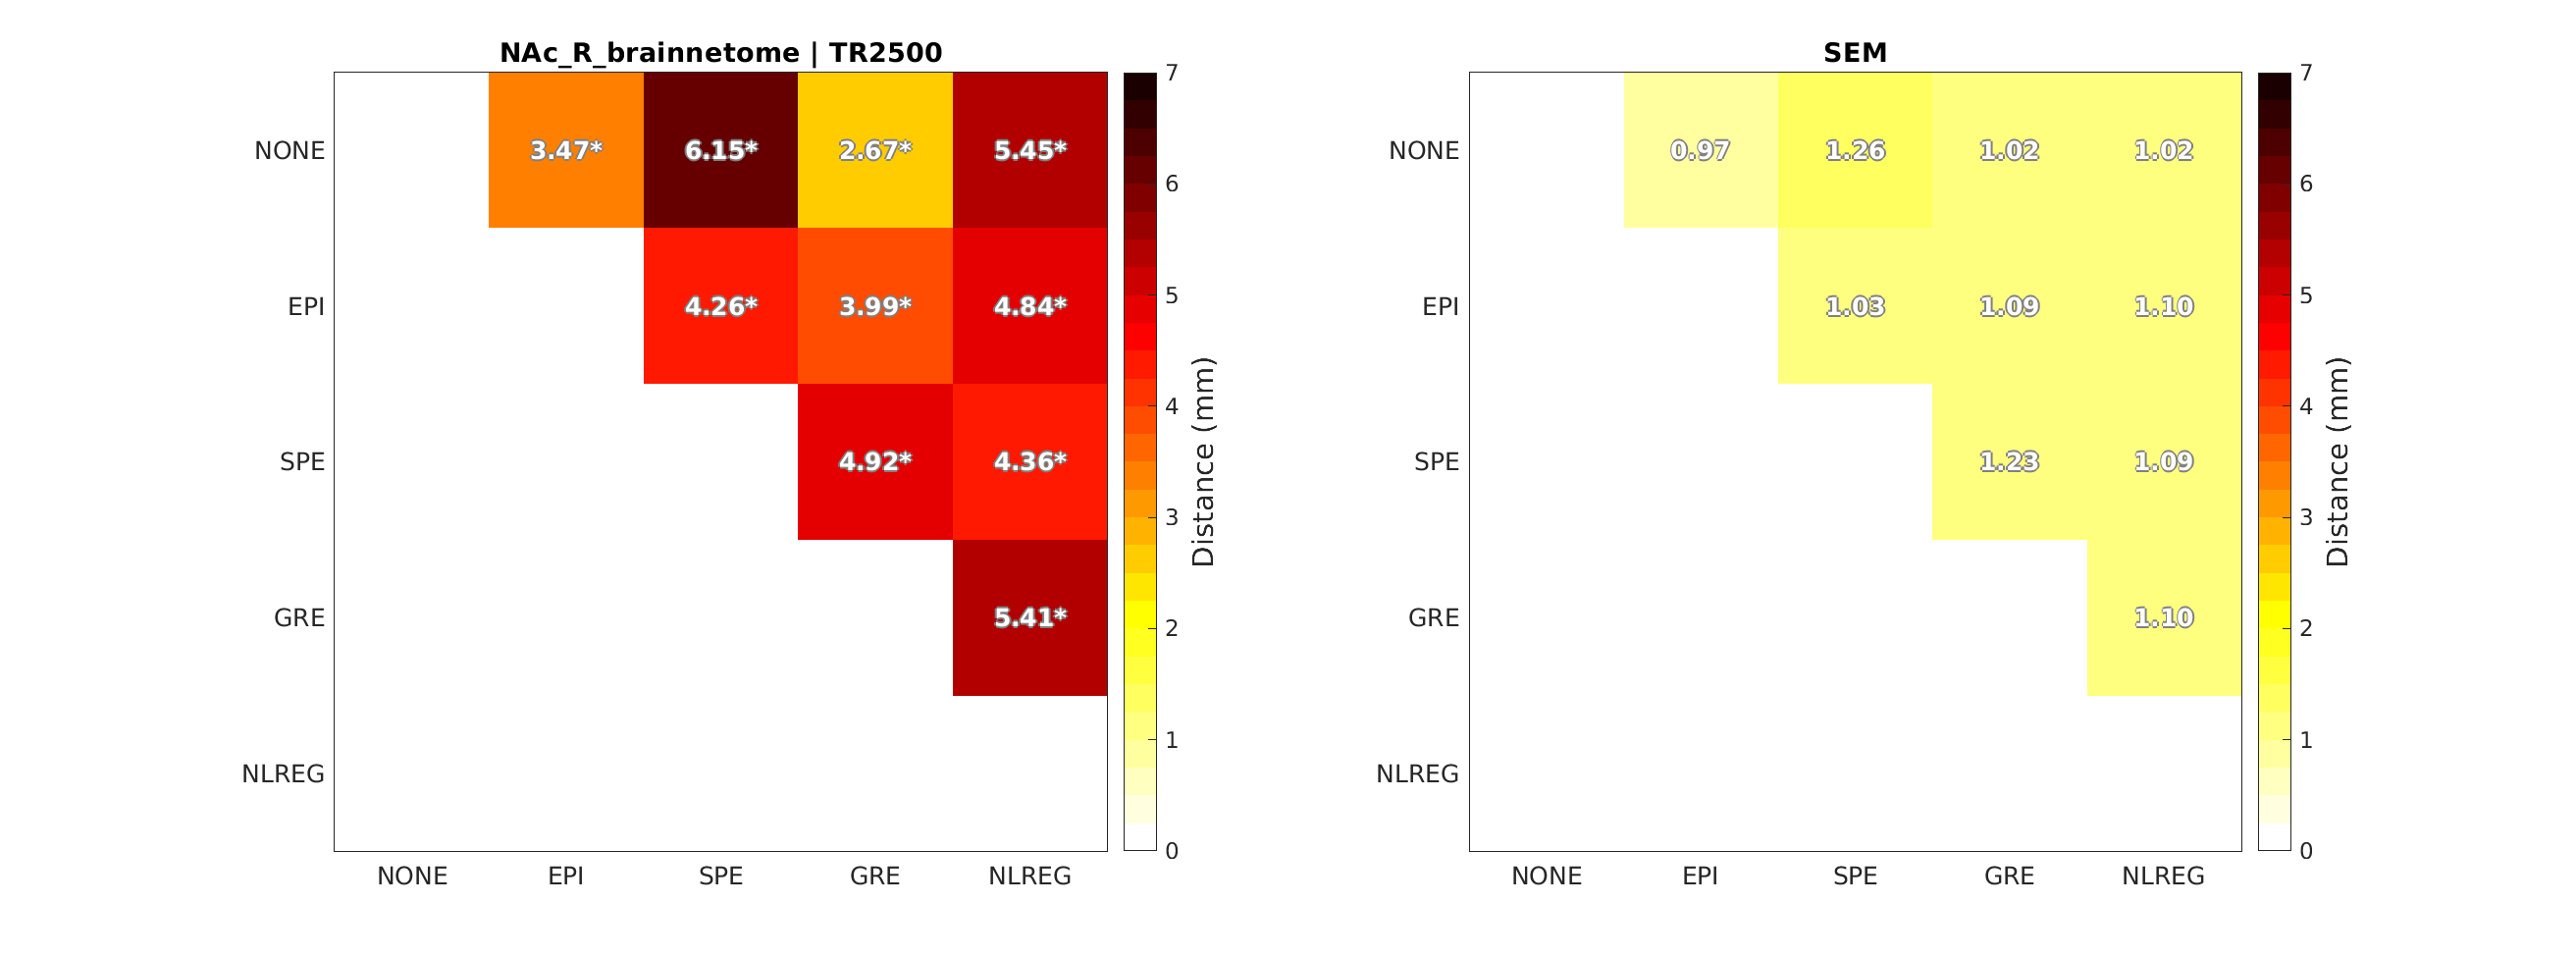 NAc_R_brainnetome | TR2500
NONE 3.47* 6.15* 2.67* 5.45*
EPI 4.26* 3.99* 4.84*
SPE 4.92* 4.36*
GRE 5.41*
NLREG
NONE EPI SPE GRE NLREG
7
6
5
4
3
2
1
0
Distance (mm)
SEM
NONE 0.97 1.26 1.02 1.02
EPI 1.03 1.09 1.10
SPE 1.23 1.09
GRE 1.10
NLREG
NONE EPI SPE GRE NLREG
7
6
5
4
3
2
1
0
Distance (mm)